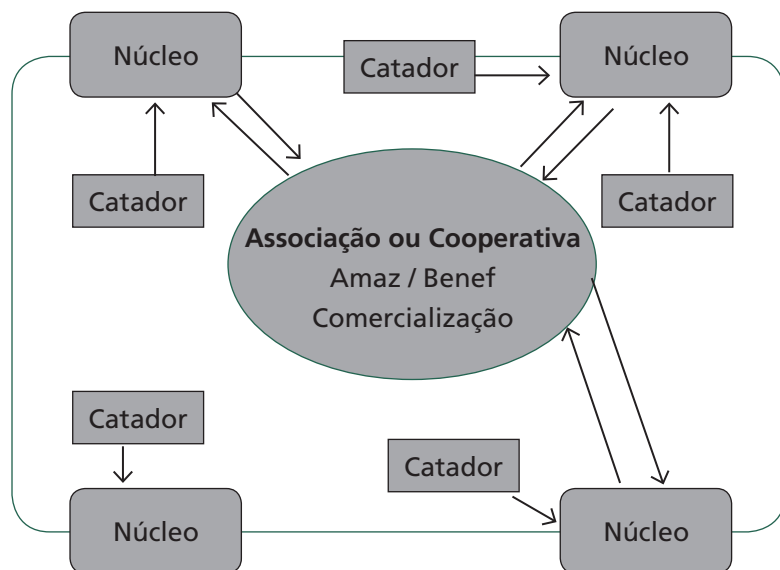 Núcleo
Catador
Núcleo
Catador
Catador
Associação ou Cooperativa
Amaz / Benef
Comercialização
Catador
Catador
Núcleo
Núcleo